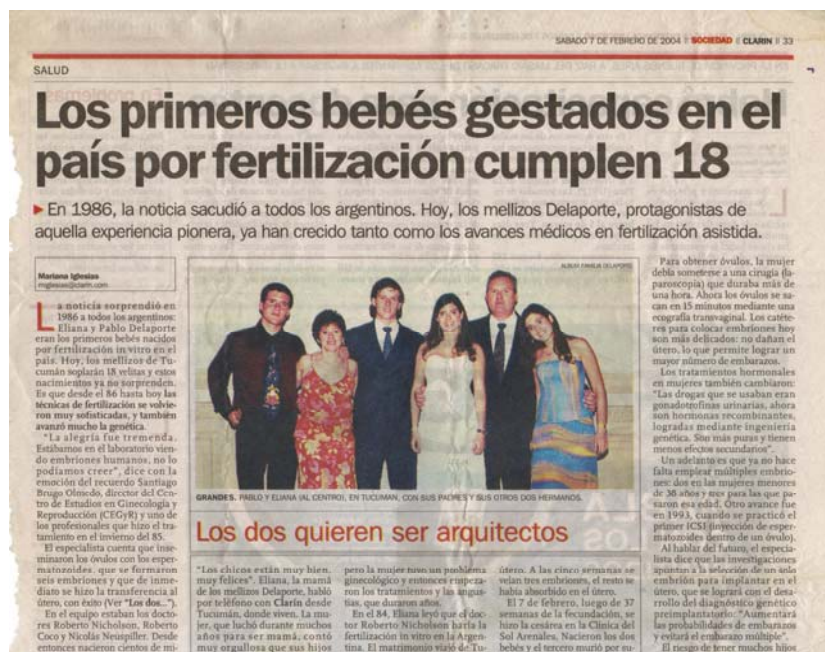 SABADO 7 DE FEBRERO DE 2004 || SOCIEDAD || CLARIN || 33
SALUD
Los primeros bebés gestados en el
país por fertilización cumplen 18
En 1986, la noticia sacudió a todos los argentinos. Hoy, los mellizos Delaporte, protagonistas de
aquella experiencia pionera, ya han crecido tanto como los avances médicos en fertilización asistida.
Mariana Iglesias
miglesias@clarin.com
La noticia sorprendió en
1986 a todos los argentinos:
Eliana y Pablo Delaporte
eran los primeros bebés nacidos
por fertilización in vitro en el
país. Hoy, los mellizos de Tu-
cumán soplarán 18 velitas y estos
nacimientos ya no sorprenden.
Es que desde el 86 hasta hoy las
técnicas de fertilización se volvie-
ron muy sofisticadas, y también
avanzó mucho la genética.
"La alegría fue tremenda.
Estábamos en el laboratorio vien-
do embriones humanos, no lo
podíamos creer", dice con la
emoción del recuerdo Santiago
Brugo Olmedo, director del Cen-
tro de Estudios en Ginecología y
Reproducción (CEGyR) y uno de
los profesionales que hizo el tra-
tamiento en el invierno del 85.
El especialista cuenta que inse-
minaron los óvulos con los esper-
matozoides, que se formaron
seis embriones y que de inme-
diato se hizo la transferencia al
útero, con éxito (Ver "Los dos...").
En el equipo estaban los docto-
res Roberto Nicholson, Roberto
Coco y Nicolás Neuspiller. Desde
entonces nacieron cientos de mi-
ALBUM FAMILIA DELAPORTE
GRANDES. PABLO Y ELIANA (AL CENTRO), EN TUCUMAN, CON SUS PADRES Y SUS OTROS DOS HERMANOS.
Los dos quieren ser arquitectos
"Los chicos están muy bien,
muy felices". Eliana, la mamá
de los mellizos Delaporte, habló
por teléfono con Clarín desde
Tucumán, donde viven. La mu-
jer, que luchó durante muchos
años para ser mamá, contó
muy orgullosa que sus hijos
pero la mujer tuvo un problema
ginecológico y entonces empeza-
ron los tratamientos y las angus-
tias, que duraron años.
En el 84, Eliana leyó que el doc-
tor Roberto Nicholson haría la
fertilización in vitro en la Argen-
tina. El matrimonio viajó de Tu-
útero. A las cinco semanas se
veían tres embriones, el resto se
había absorbido en el útero.
El 7 de febrero, luego de 37
semanas de la fecundación, se
hizo la cesárea en la Clínica del
Sol Arenales. Nacieron los dos
bebés y el tercero murió por su-
Para obtener óvulos, la mujer
debía someterse a una cirugía (la-
paroscopía) que duraba más de
una hora. Ahora los óvulos se sa-
can en 15 minutos mediante una
ecografía transvaginal. Los catéte-
res para colocar embriones hoy
son más delicados: no dañan el
útero, lo que permite lograr un
mayor número de embarazos.
Los tratamientos hormonales
en mujeres también cambiaron:
"Las drogas que se usaban eran
gonadotrofinas urinarias, ahora
son hormonas recombinantes,
logradas mediante ingeniería
genética. Son más puras y tienen
menos efectos secundarios".
Un adelanto es que ya no hace
falta emplear múltiples embrio-
nes: dos en las mujeres menores
de 36 años y tres para las que pa-
saron esa edad. Otro avance fue
en 1993, cuando se practicó el
primer ICSI (inyección de esper-
matozoides dentro de un óvulo).
Al hablar del futuro, el especia-
lista dice que las investigaciones
apuntan a la selección de un solo
embrión para implantar en el
útero, que se logrará con el desa-
rrollo del diagnóstico genético
preimplantatorio: "Aumentará
las probabilidades de embarazos
y evitará el embarazo múltiple".
El riesgo de tener muchos hijos